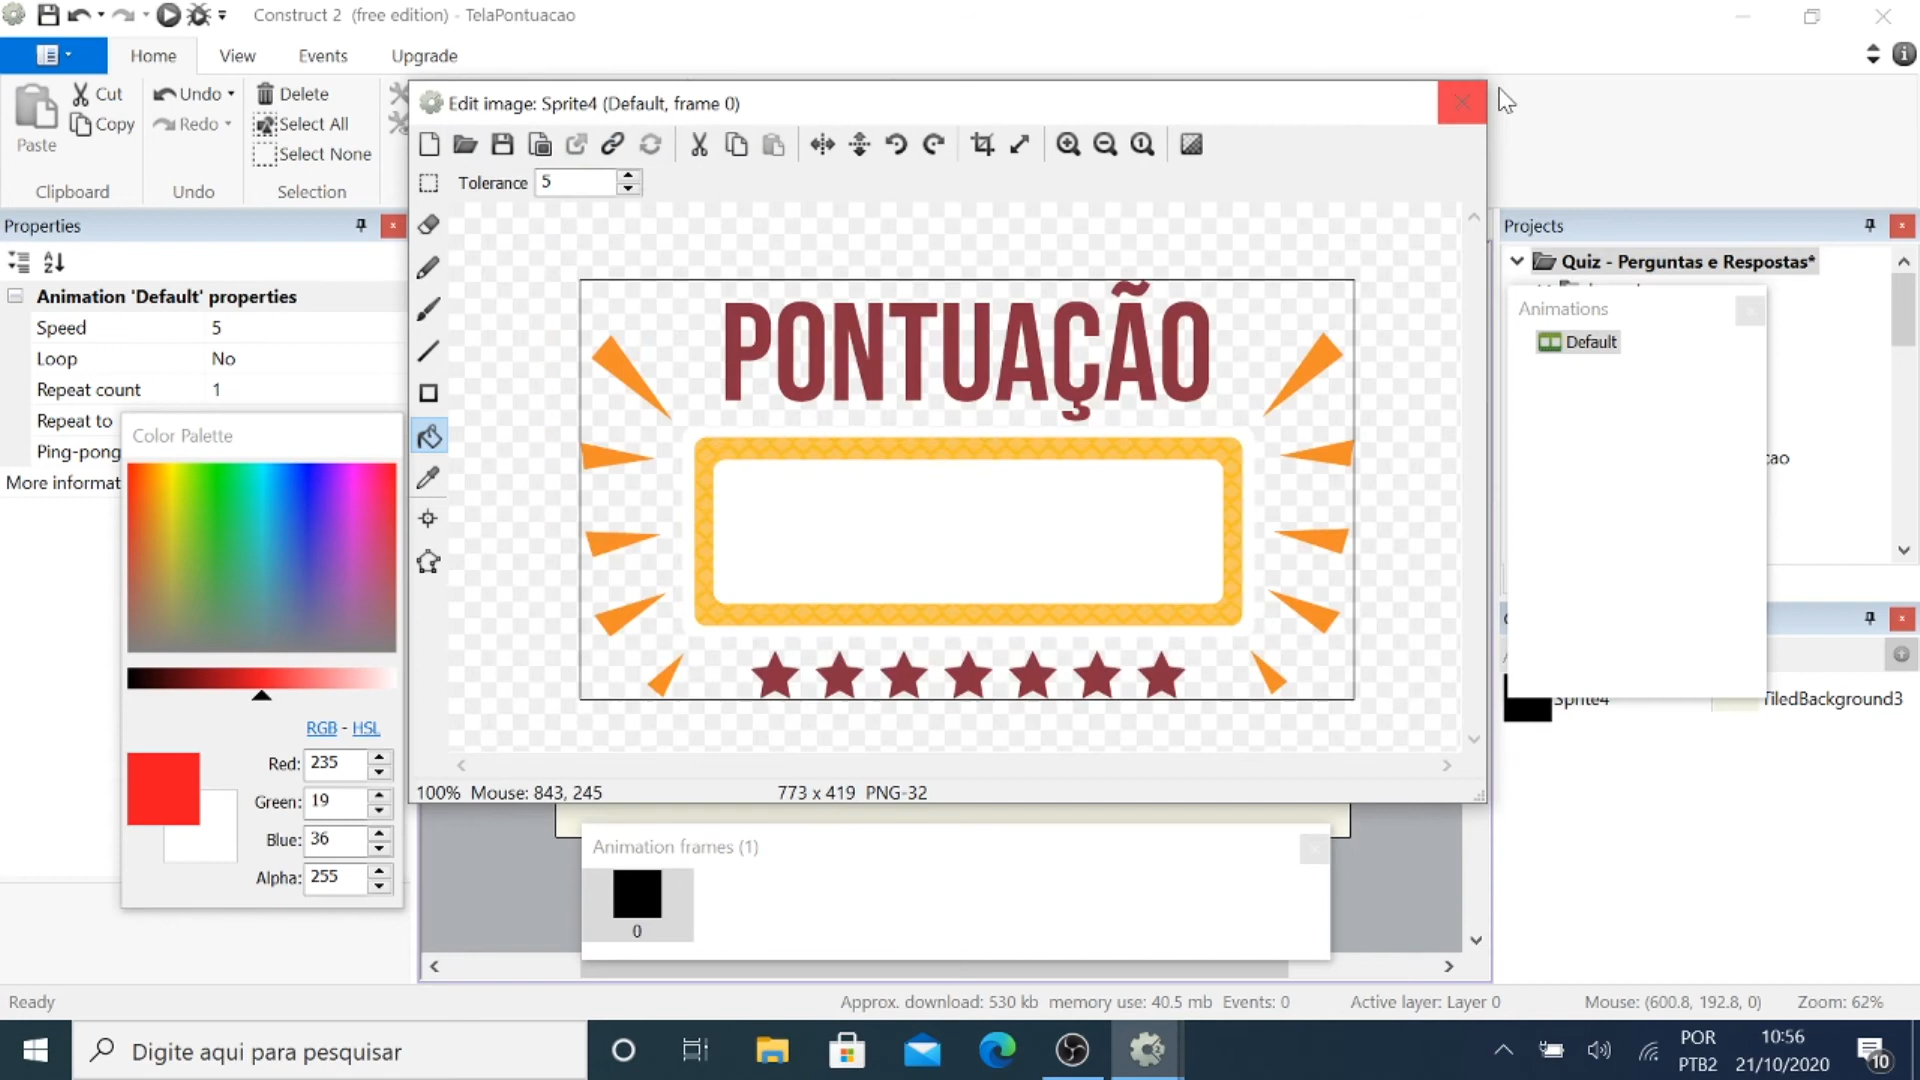 Construct 2 (free edition) - TelaPontuacao
Home View Events Upgrade
Paste Cut Copy Undo Redo Delete Select All Select None
Clipboard Undo Selection
Edit image: Sprite4 (Default, frame 0)
Tolerance 5
Properties
Animation 'Default' properties
Speed 5
Loop No
Repeat count 1
Repeat to
Ping-pong
More informat
Color Palette
RGB - HSL
Red: 235
Green: 19
Blue: 36
Alpha: 255
PONTUAÇÃO
100% Mouse: 843, 245 773 x 419 PNG-32
Animation frames (1)
0
Projects
Quiz - Perguntas e Respostas*
Animations
Default
cao
Sprite4 TiledBackground3
Ready Approx. download: 530 kb memory use: 40.5 mb Events: 0 Active layer: Layer 0 Mouse: (600.8, 192.8, 0) Zoom: 62%
Digite aqui para pesquisar
POR 10:56
PTB2 21/10/2020 10